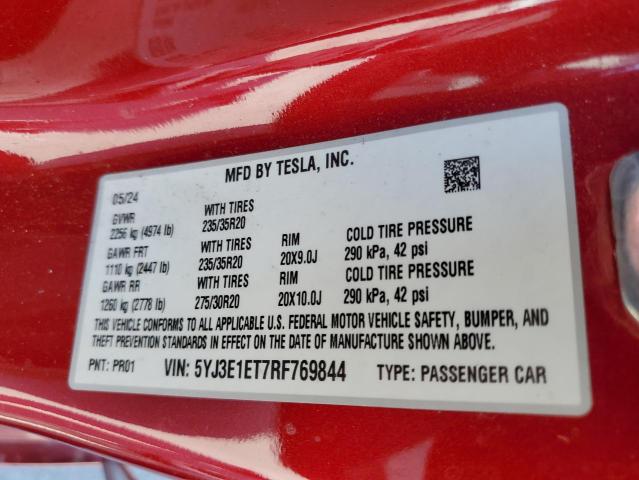 MFD BY TESLA, INC.
05/24
GVWR WITH TIRES
2256 kg (4974 lb) 235/35R20
GAWR FRT WITH TIRES RIM COLD TIRE PRESSURE
1110 kg (2447 lb) 235/35R20 20X9.0J 290 kPa, 42 psi
GAWR RR WITH TIRES RIM COLD TIRE PRESSURE
1260 kg (2778 lb) 275/30R20 20X10.0J 290 kPa, 42 psi
THIS VEHICLE CONFORMS TO ALL APPLICABLE U.S. FEDERAL MOTOR VEHICLE SAFETY, BUMPER, AND
THEFT PREVENTION STANDARDS IN EFFECT ON THE DATE OF MANUFACTURE SHOWN ABOVE.
PNT: PR01 VIN: 5YJ3E1ET7RF769844 TYPE: PASSENGER CAR